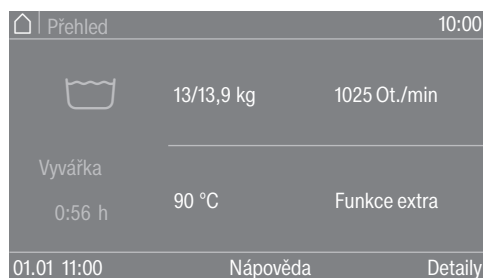 Přehled 10:00
13/13,9 kg 1025 Ot./min
Vyvářka
0:56 h
90 °C Funkce extra
01.01 11:00 Nápověda Detaily